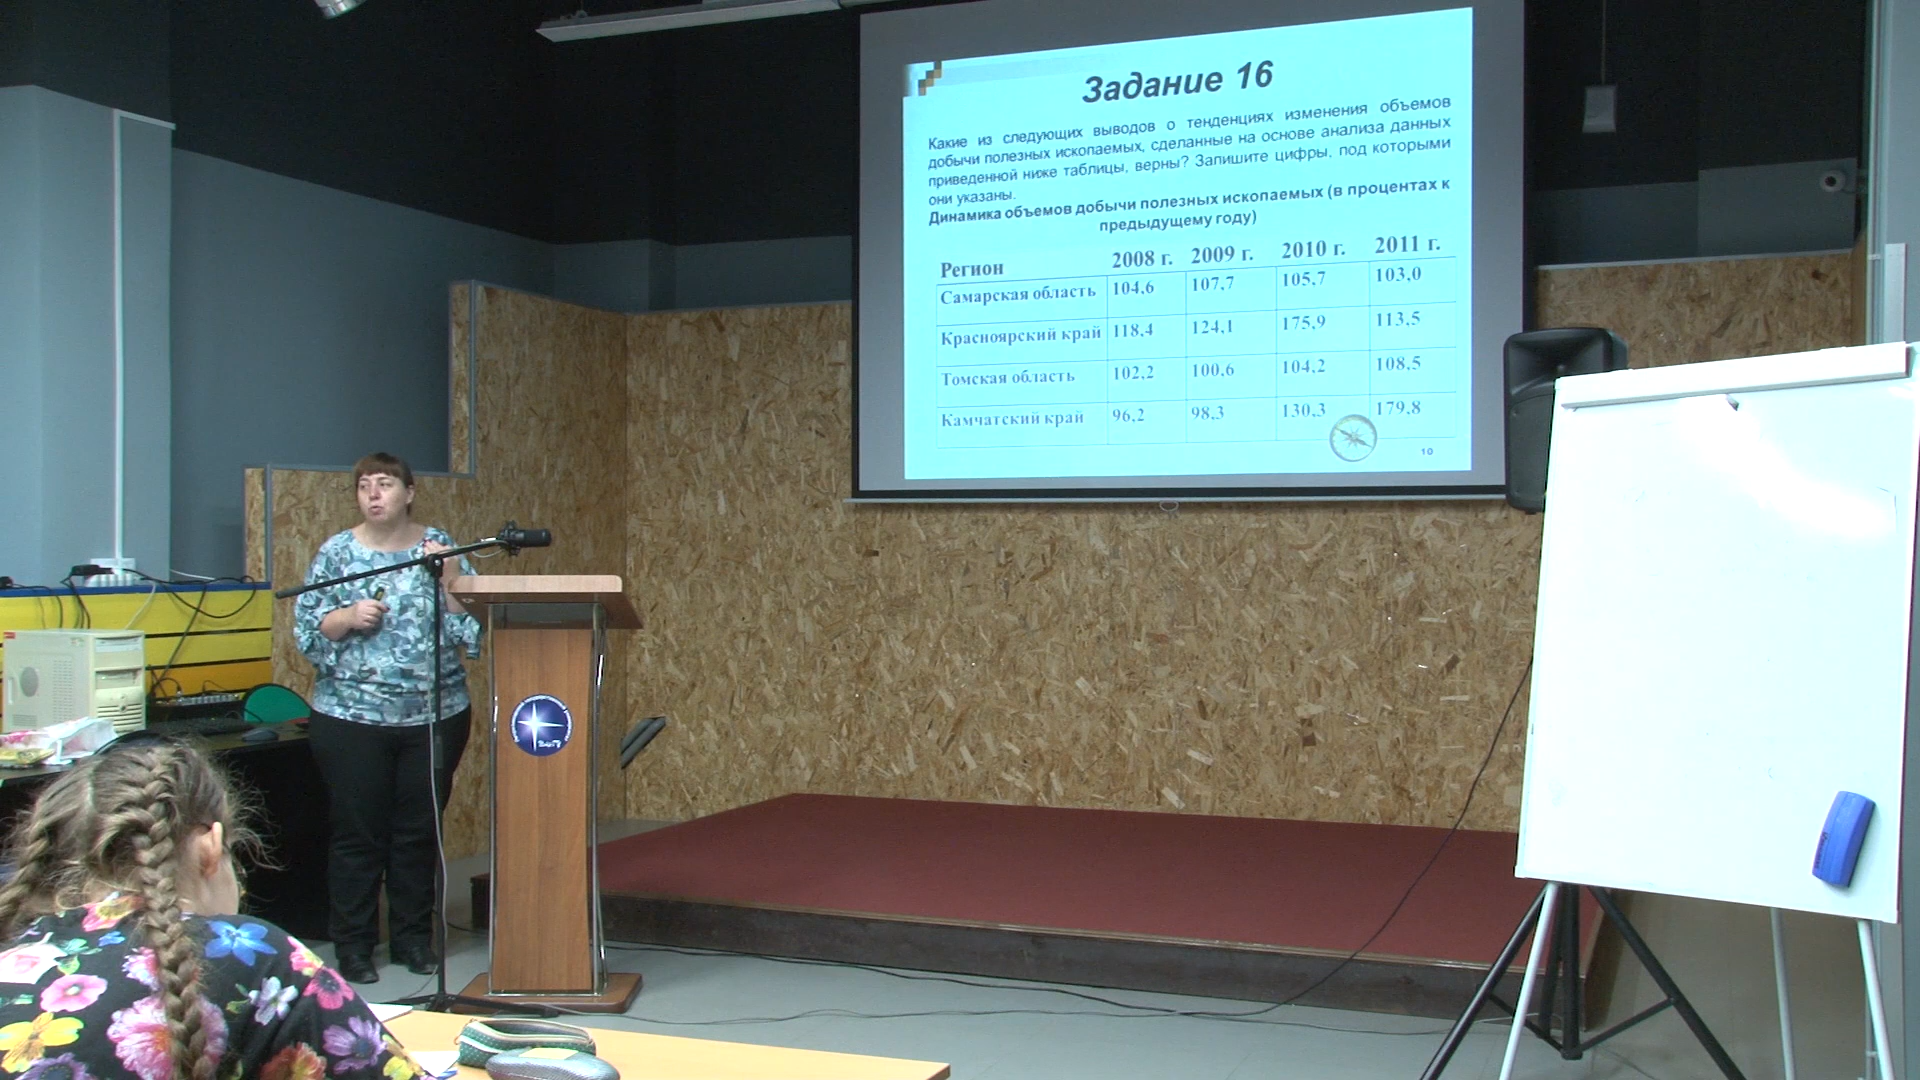 Задание 16
Какие из следующих выводов о тенденциях изменения объемов
добычи полезных ископаемых, сделанные на основе анализа данных
приведенной ниже таблицы, верны? Запишите цифры, под которыми
они указаны.
Динамика объемов добычи полезных ископаемых (в процентах к
предыдущему году)
Регион 2008 г. 2009 г. 2010 г. 2011 г.
Самарская область 104,6 107,7 105,7 103,0
Красноярский край 118,4 124,1 175,9 113,5
Томская область 102,2 100,6 104,2 108,5
Камчатский край 96,2 98,3 130,3 179,8
10